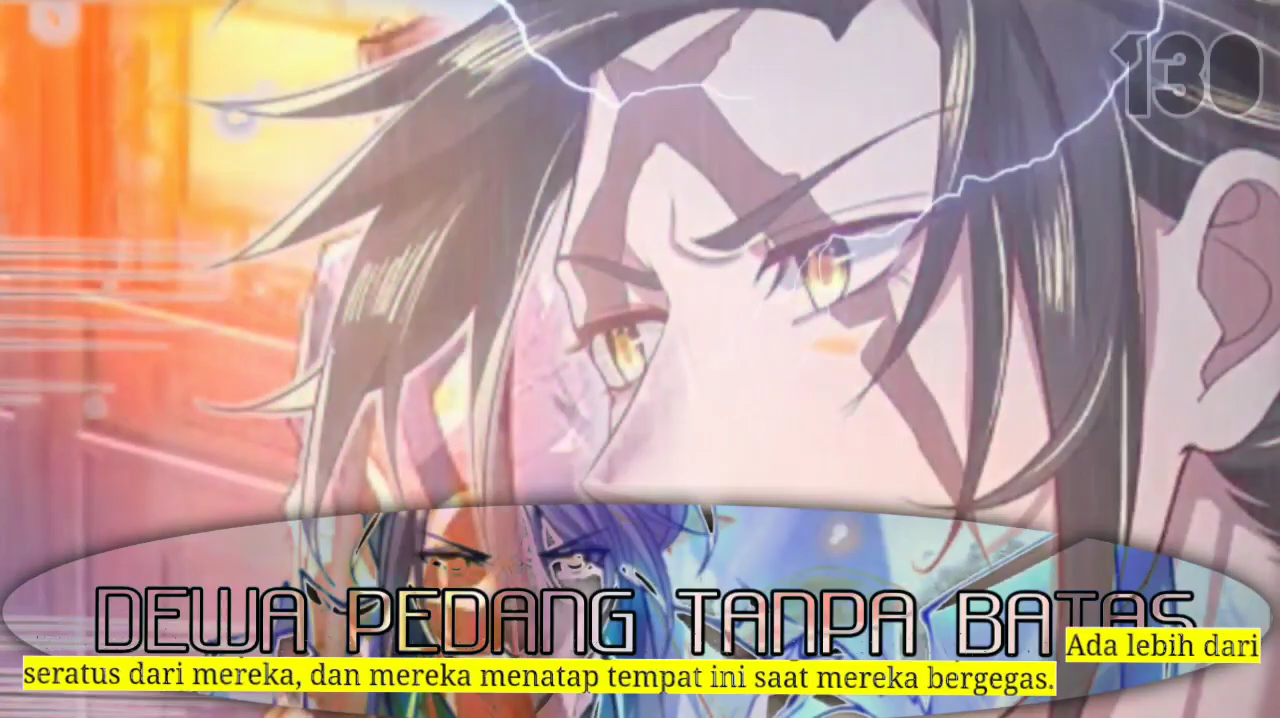 130
DEWA PEDANG TANPA BATAS
Ada lebih dari
seratus dari mereka, dan mereka menatap tempat ini saat mereka bergegas.